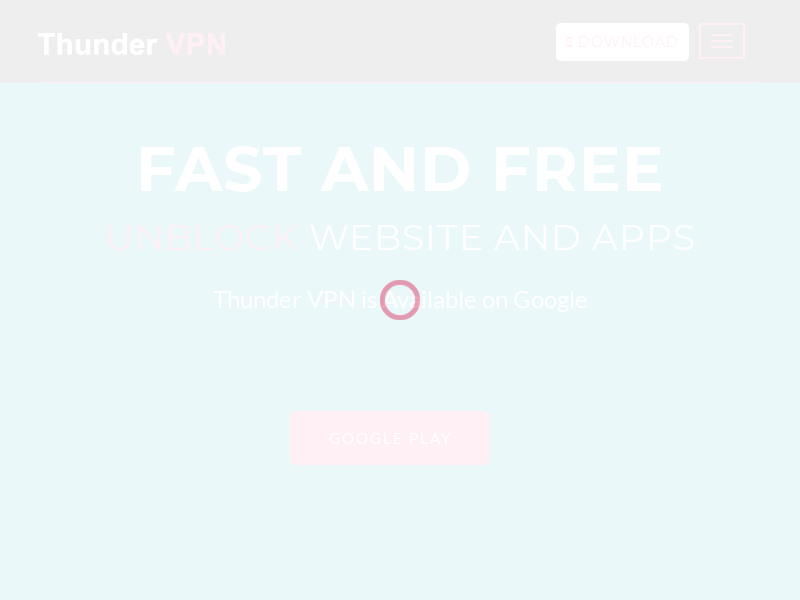 Thunder VPN
DOWNLOAD
FAST AND FREE
UNBLOCK WEBSITE AND APPS
Thunder VPN is Available on Google
GOOGLE PLAY